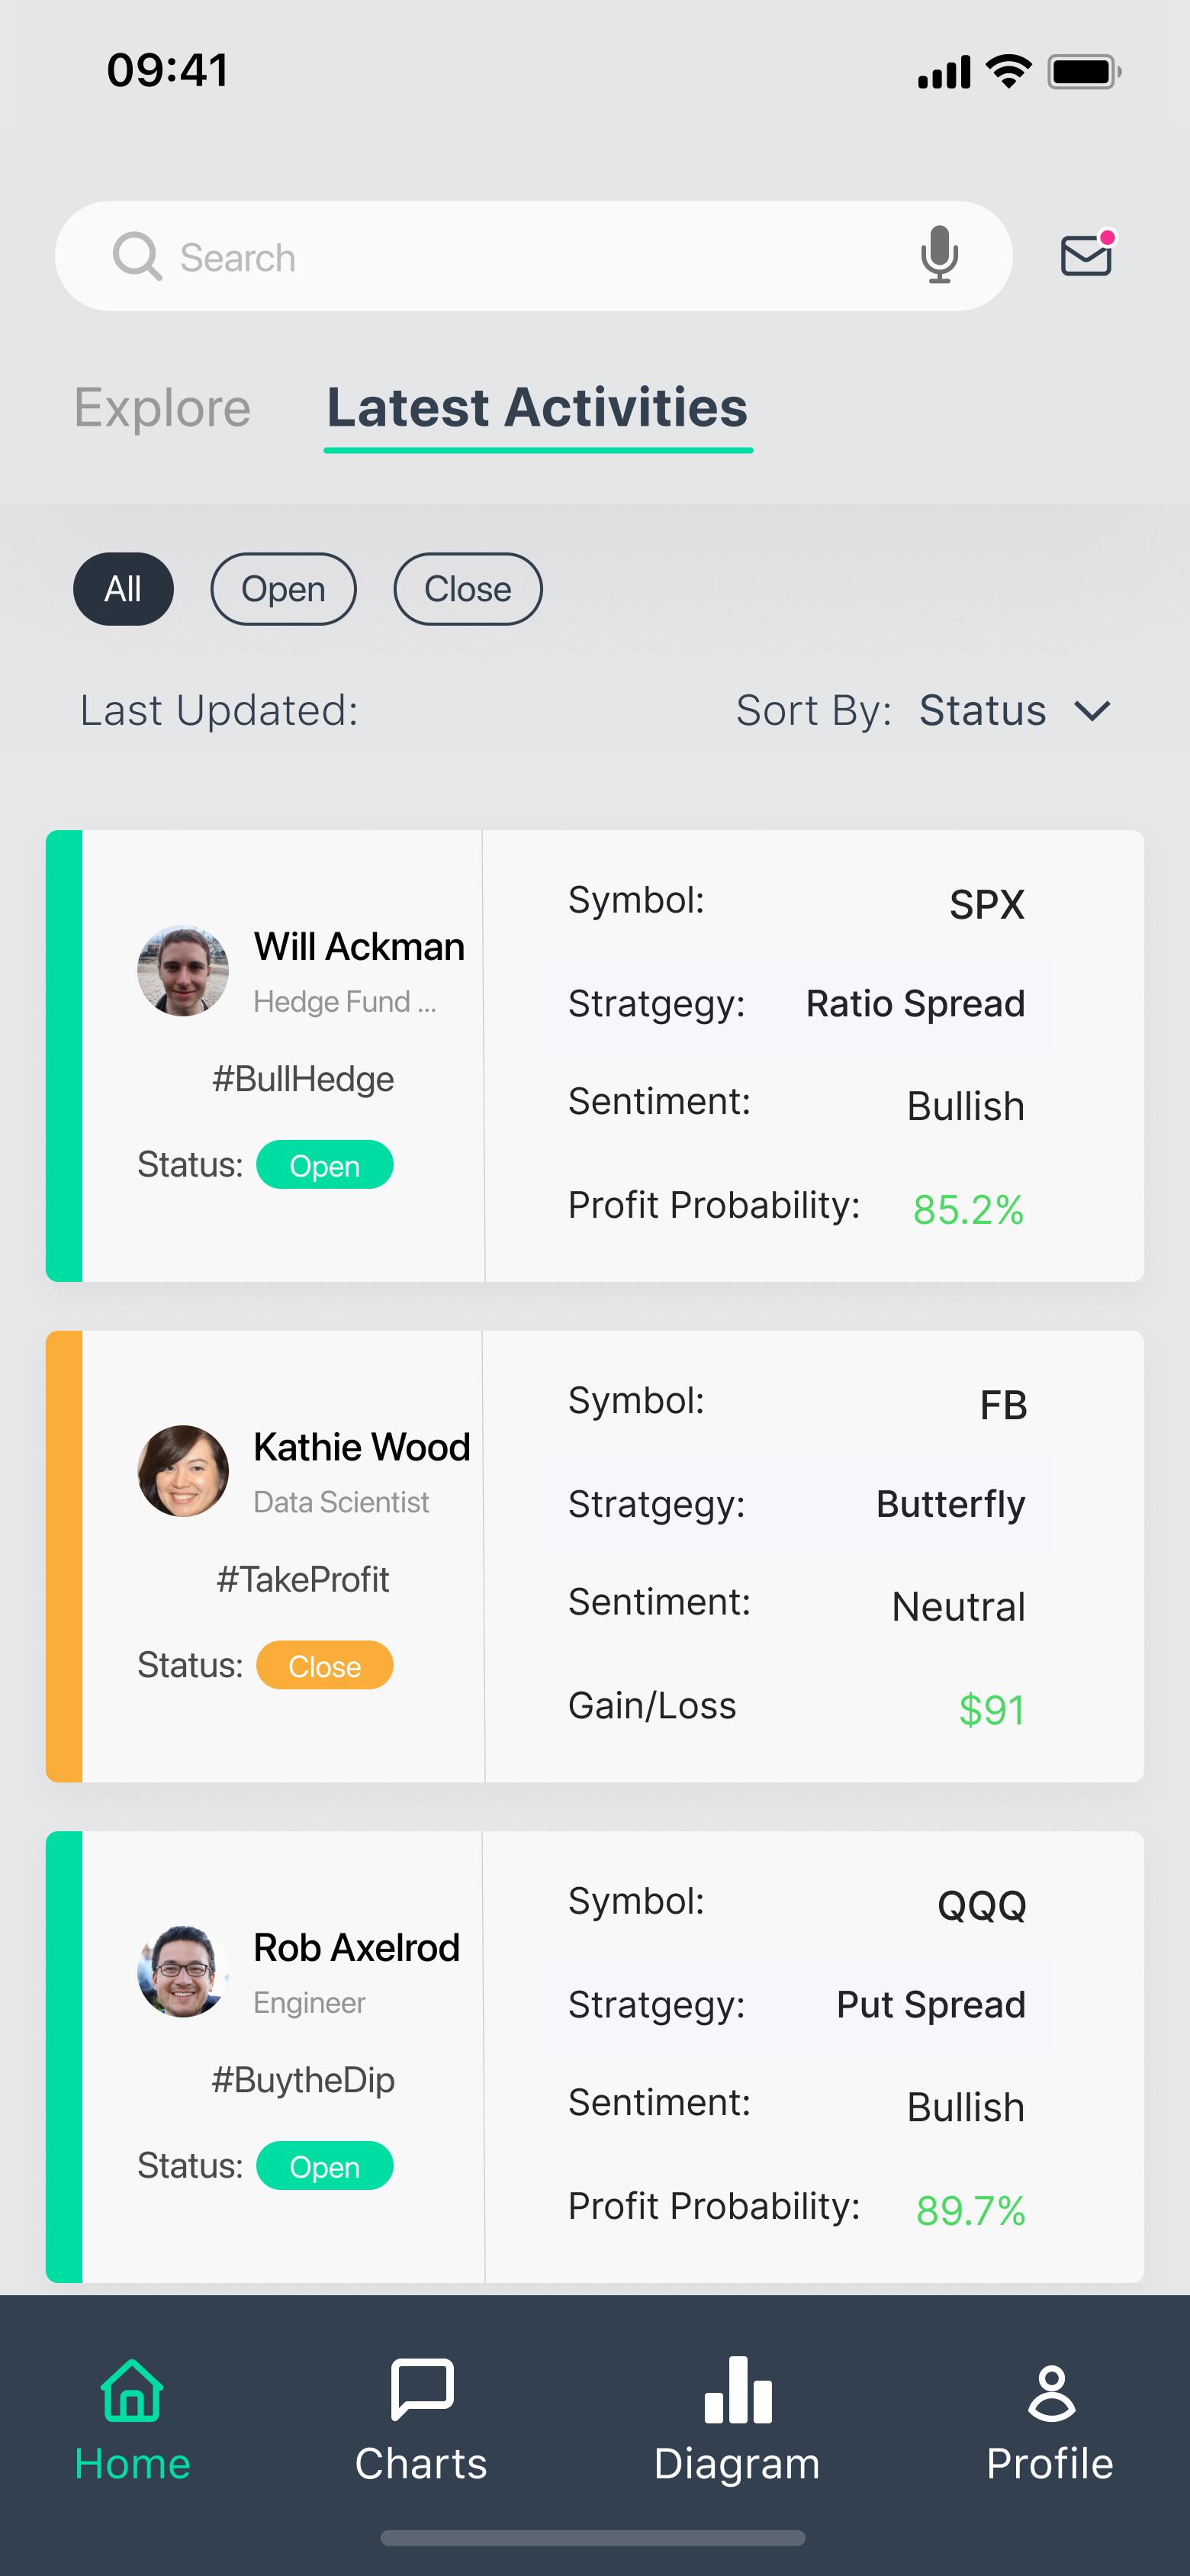 09:41
Search
Explore Latest Activities
All Open Close
Last Updated: Sort By: Status
Will Ackman
Hedge Fund ...
#BullHedge
Status: Open
Symbol: SPX
Stratgegy: Ratio Spread
Sentiment: Bullish
Profit Probability: 85.2%
Kathie Wood
Data Scientist
#TakeProfit
Status: Close
Symbol: FB
Stratgegy: Butterfly
Sentiment: Neutral
Gain/Loss $91
Rob Axelrod
Engineer
#BuytheDip
Status: Open
Symbol: QQQ
Stratgegy: Put Spread
Sentiment: Bullish
Profit Probability: 89.7%
Home Charts Diagram Profile